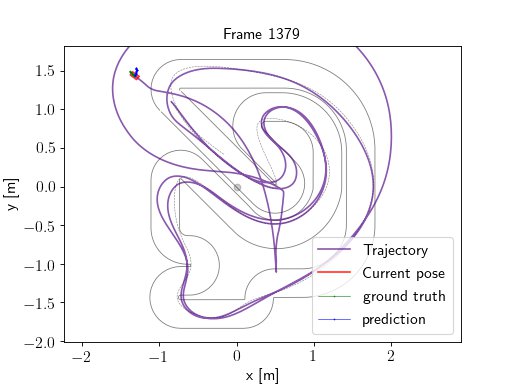 Frame 1379
1.5
1.0
0.5
0.0
−0.5
−1.0
−1.5
−2.0
y [m]
−2
−1
0
1
2
x [m]
Trajectory
Current pose
ground truth
prediction